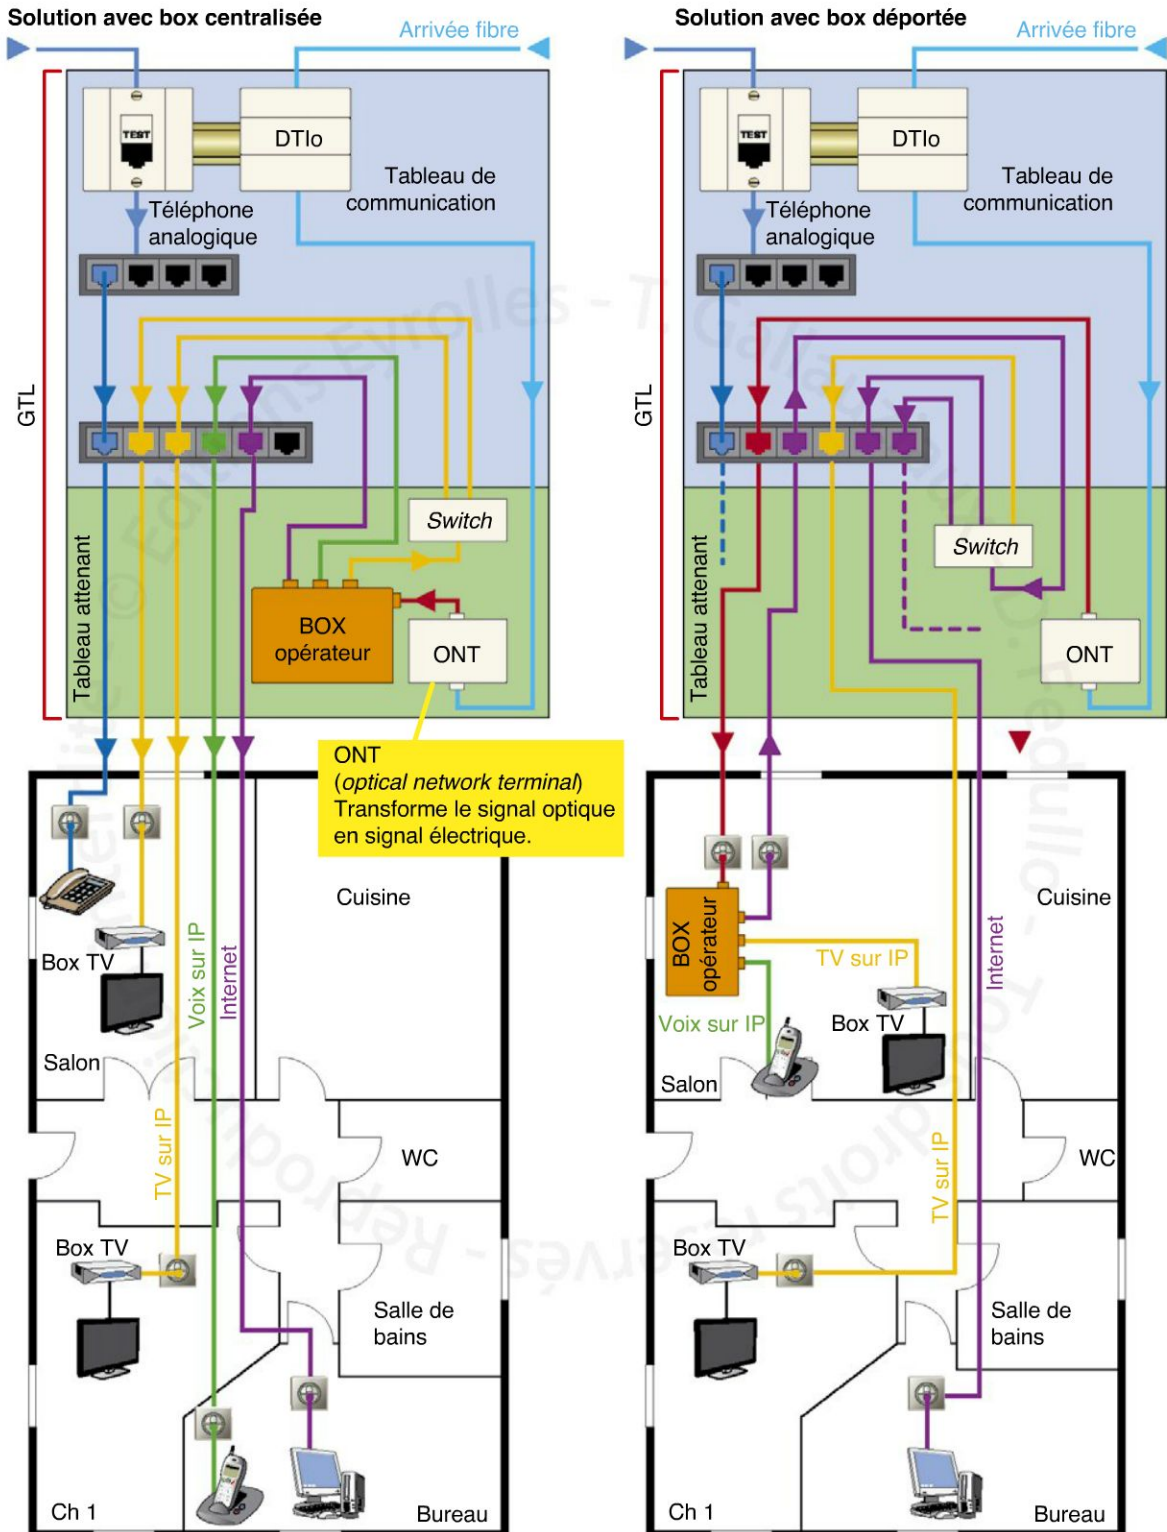 Solution avec box centralisée
Arrivée fibre
TEST
DTIo
Tableau de
communication
Téléphone
analogique
GTL
Switch
Tableau attenant
BOX
opérateur
ONT
ONT
(optical network terminal)
Transforme le signal optique
en signal électrique.
Cuisine
Box TV
Voix sur IP
Internet
Salon
TV sur IP
WC
Box TV
Salle de
bains
Ch 1
Bureau
Solution avec box déportée
Arrivée fibre
TEST
DTIo
Tableau de
communication
Téléphone
analogique
GTL
Switch
Tableau attenant
ONT
Cuisine
BOX
opérateur
TV sur IP
Internet
Voix sur IP
Box TV
Salon
WC
TV sur IP
Box TV
Salle de
bains
Ch 1
Bureau